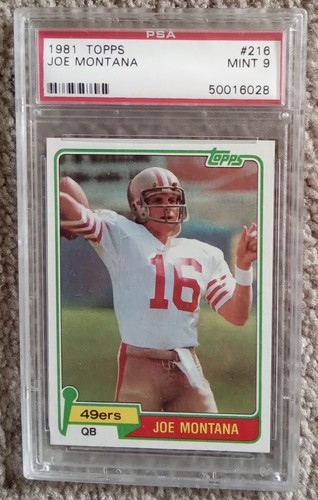 PSA
1981 TOPPS #216
JOE MONTANA MINT 9
50016028
Topps
16
49ers
QB JOE MONTANA